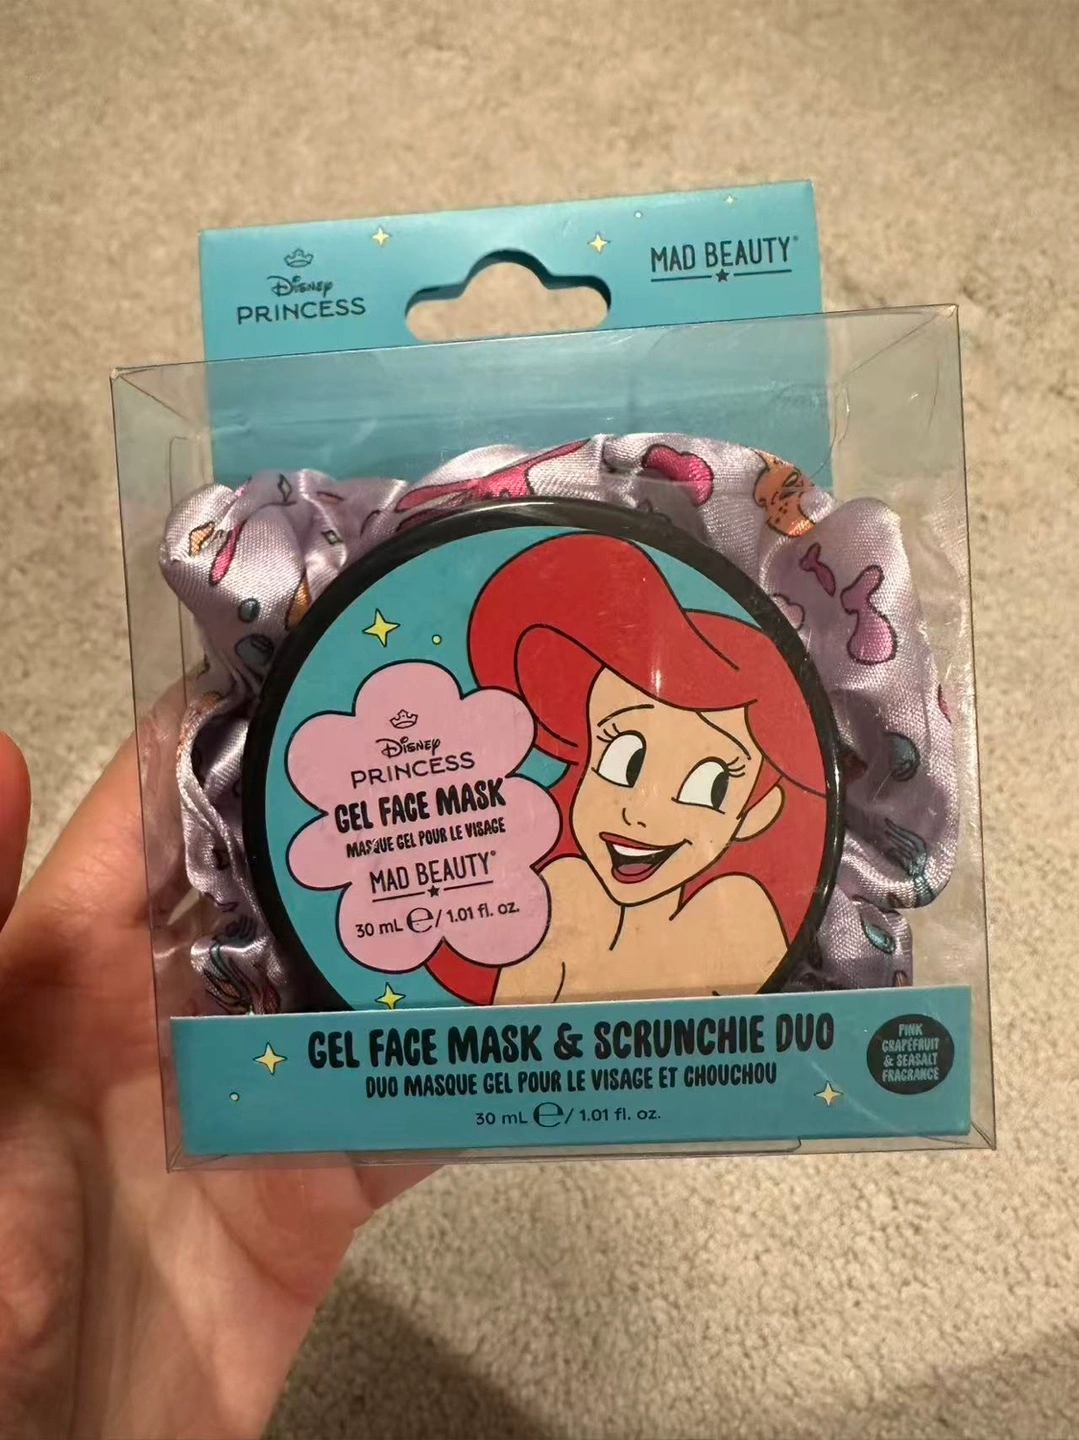 Disney
PRINCESS
MAD BEAUTY®
Disney
PRINCESS
GEL FACE MASK
MASQUE GEL POUR LE VISAGE
MAD BEAUTY®
30 mL ℮/ 1.01 fl. oz.
GEL FACE MASK & SCRUNCHIE DUO
DUO MASQUE GEL POUR LE VISAGE ET CHOUCHOU
30 mL ℮/ 1.01 fl. oz.
PINK
GRAPEFRUIT
& SEASALT
FRAGRANCE